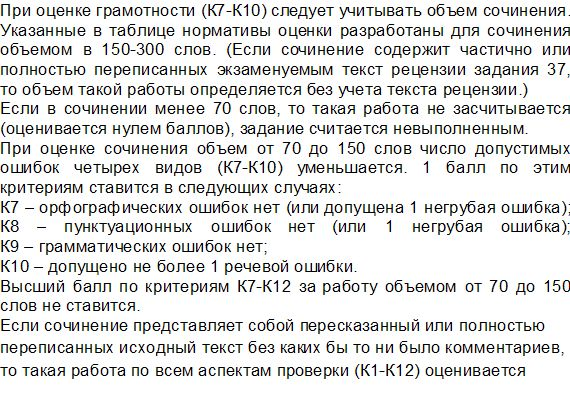 При оценке грамотности (К7-К10) следует учитывать объем сочинения.
Указанные в таблице нормативы оценки разработаны для сочинения
объемом в 150-300 слов. (Если сочинение содержит частично или
полностью переписанных экзаменуемым текст рецензии задания 37,
то объем такой работы определяется без учета текста рецензии.)
Если в сочинении менее 70 слов, то такая работа не засчитывается
(оценивается нулем баллов), задание считается невыполненным.
При оценке сочинения объем от 70 до 150 слов число допустимых
ошибок четырех видов (К7-К10) уменьшается. 1 балл по этим
критериям ставится в следующих случаях:
К7 – орфографических ошибок нет (или допущена 1 негрубая ошибка);
К8 – пунктуационных ошибок нет (или 1 негрубая ошибка);
К9 – грамматических ошибок нет;
К10 – допущено не более 1 речевой ошибки.
Высший балл по критериям К7-К12 за работу объемом от 70 до 150
слов не ставится.
Если сочинение представляет собой пересказанный или полностью
переписанных исходный текст без каких бы то ни было комментариев,
то такая работа по всем аспектам проверки (К1-К12) оценивается